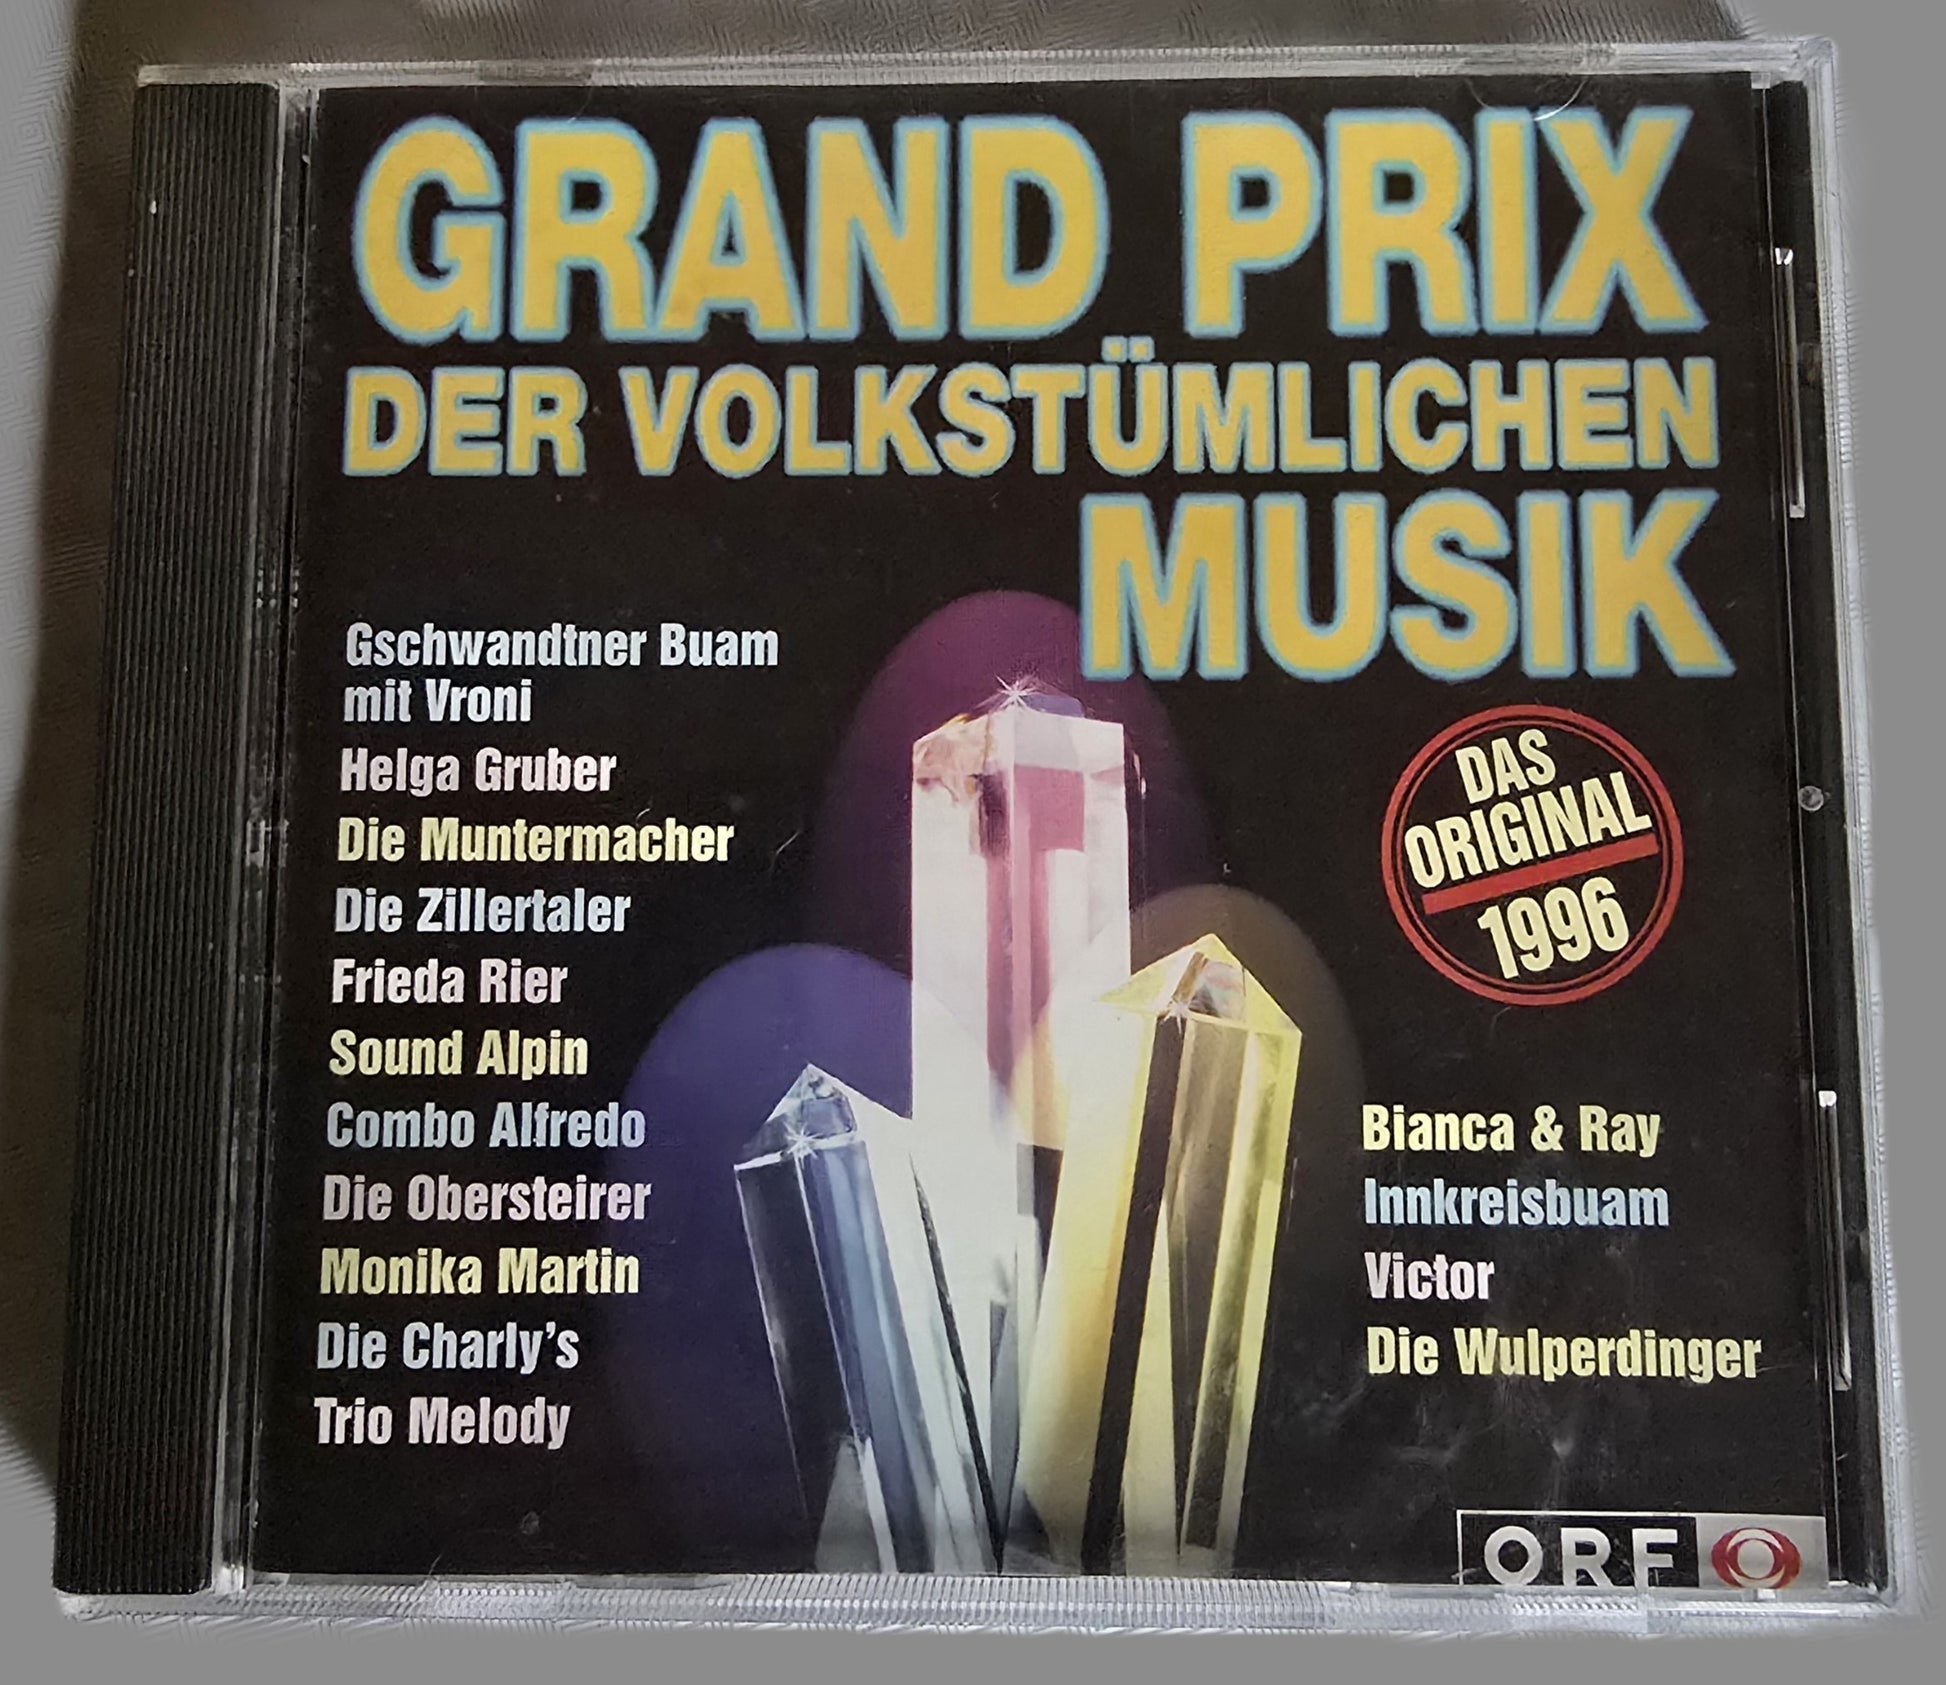 GRAND PRIX
DER VOLKSTÜMLICHEN
MUSIK
Gschwandtner Buam
mit Vroni
Helga Gruber
Die Muntermacher
Die Zillertaler
Frieda Rier
Sound Alpin
Combo Alfredo
Die Obersteirer
Monika Martin
Die Charly's
Trio Melody
DAS
ORIGINAL
1996
Bianca & Ray
Innkreisbuam
Victor
Die Wulperdinger
ORF